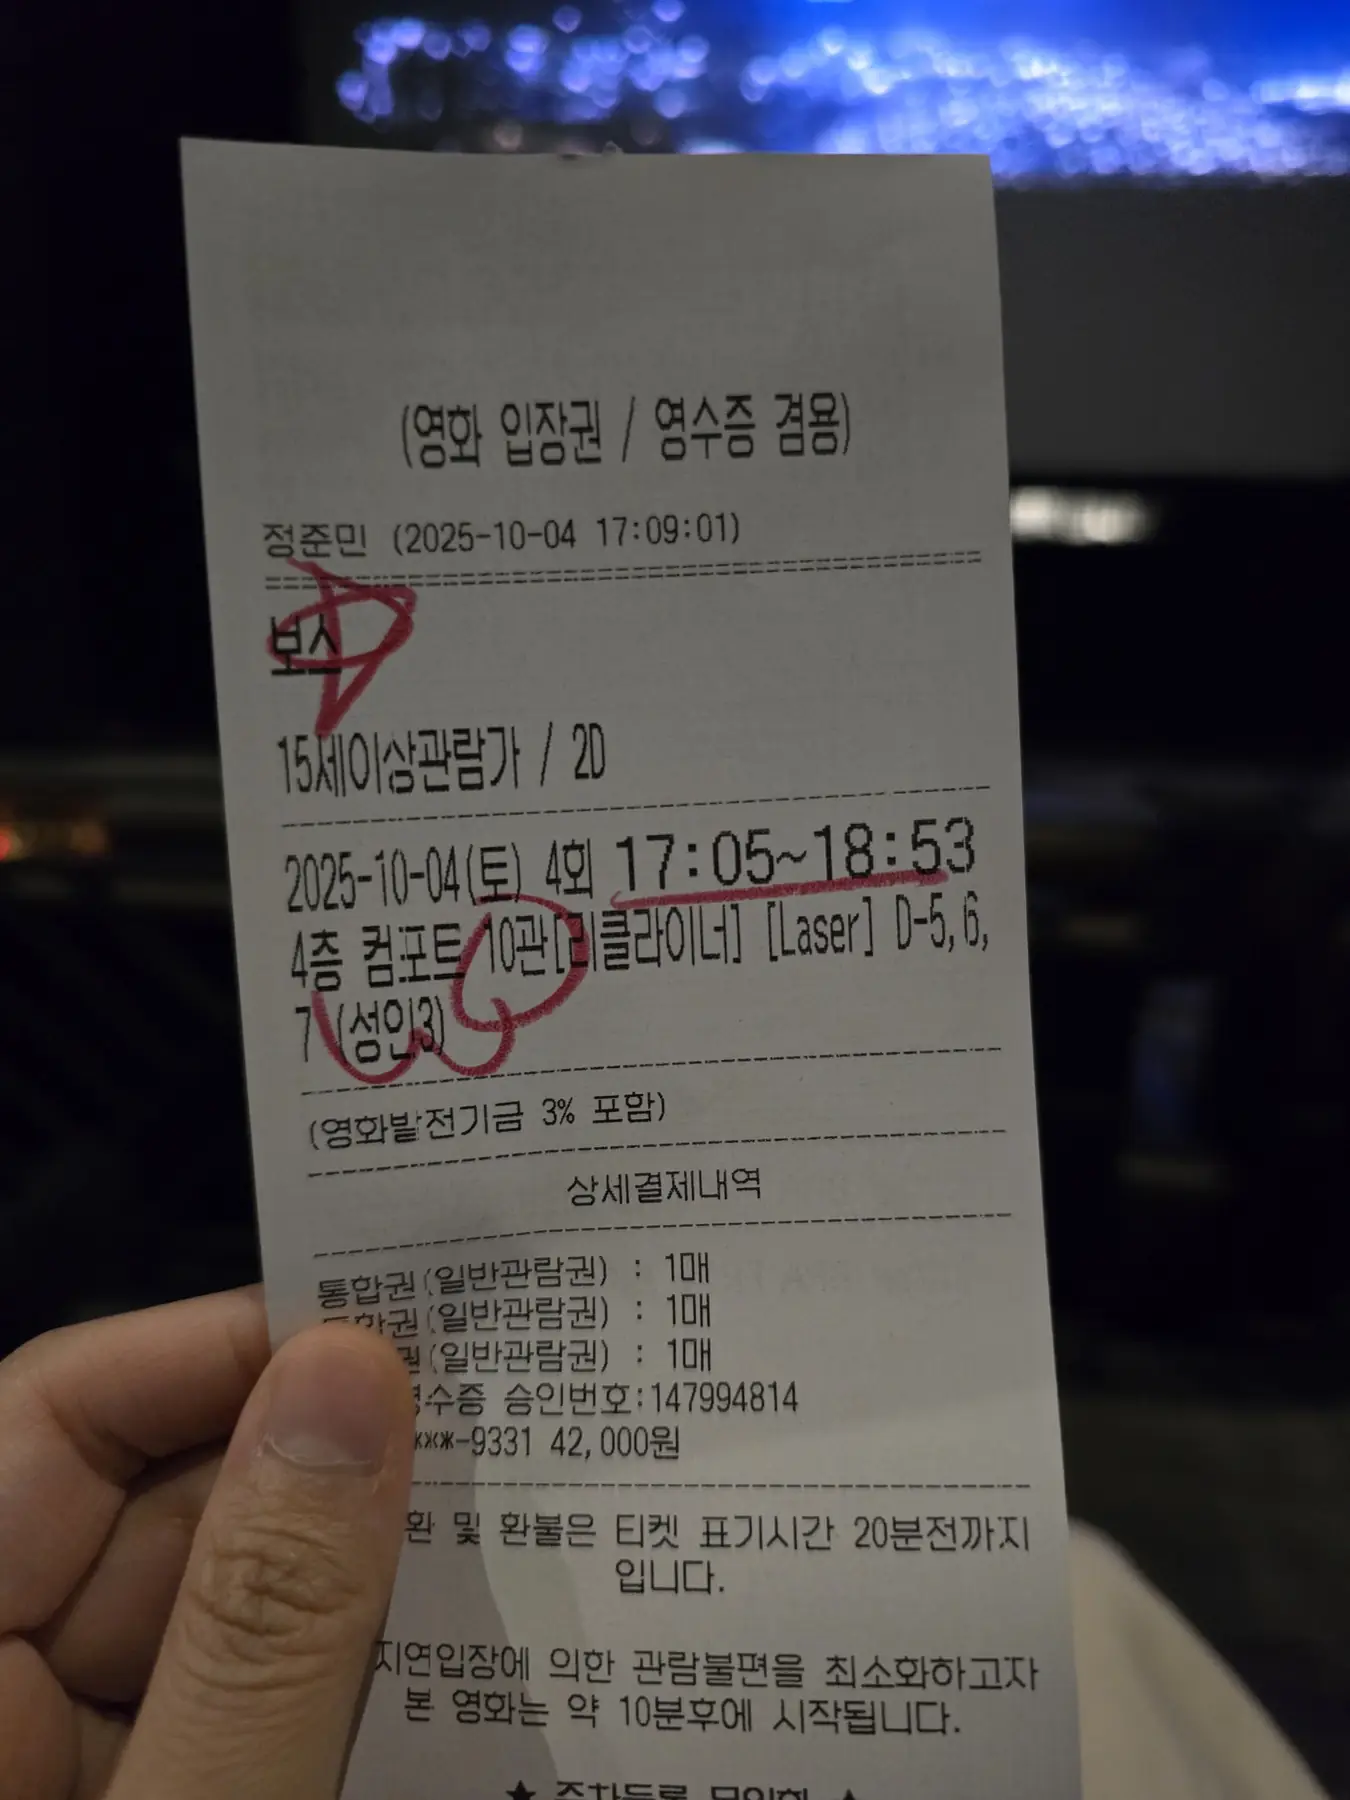 (영화 입장권 / 영수증 겸용)
정준민 (2025-10-04 17:09:01)
보스
15세이상관람가 / 2D
2025-10-04(토) 4회 17:05~18:53
4층 컴포트 10관[리클라이너] [Laser] D-5,6,
7 (성인3)
(영화발전기금 3% 포함)
상세결제내역
통합권(일반관람권) : 1매
통합권(일반관람권) : 1매
권(일반관람권) : 1매
영수증 승인번호:147994814
***-9331 42,000원
환 및 환불은 티켓 표기시간 20분전까지
입니다.
지연입장에 의한 관람불편을 최소화하고자
본 영화는 약 10분후에 시작됩니다.